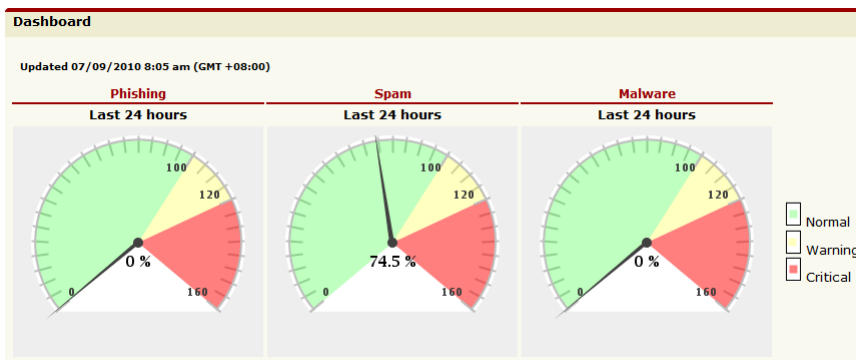 Dashboard
Updated 07/09/2010 8:05 am (GMT +08:00)
Phishing
Last 24 hours
100
120
0 %
0
160
Spam
Last 24 hours
100
120
74.5 %
0
160
Malware
Last 24 hours
100
120
0 %
0
160
Normal
Warning
Critical